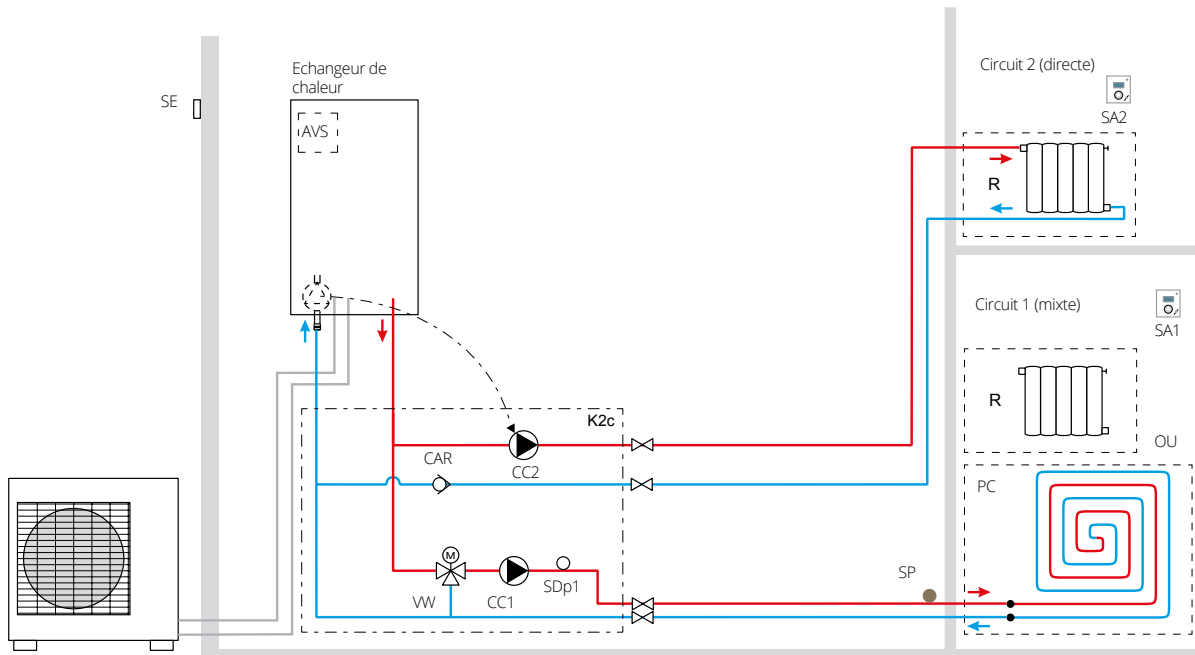 Echangeur de
chaleur
SE
AVS
Circuit 2 (directe)
SA2
R
Circuit 1 (mixte)
SA1
R
OU
K2c
CAR
CC2
PC
M
SDp1
SP
VW
CC1